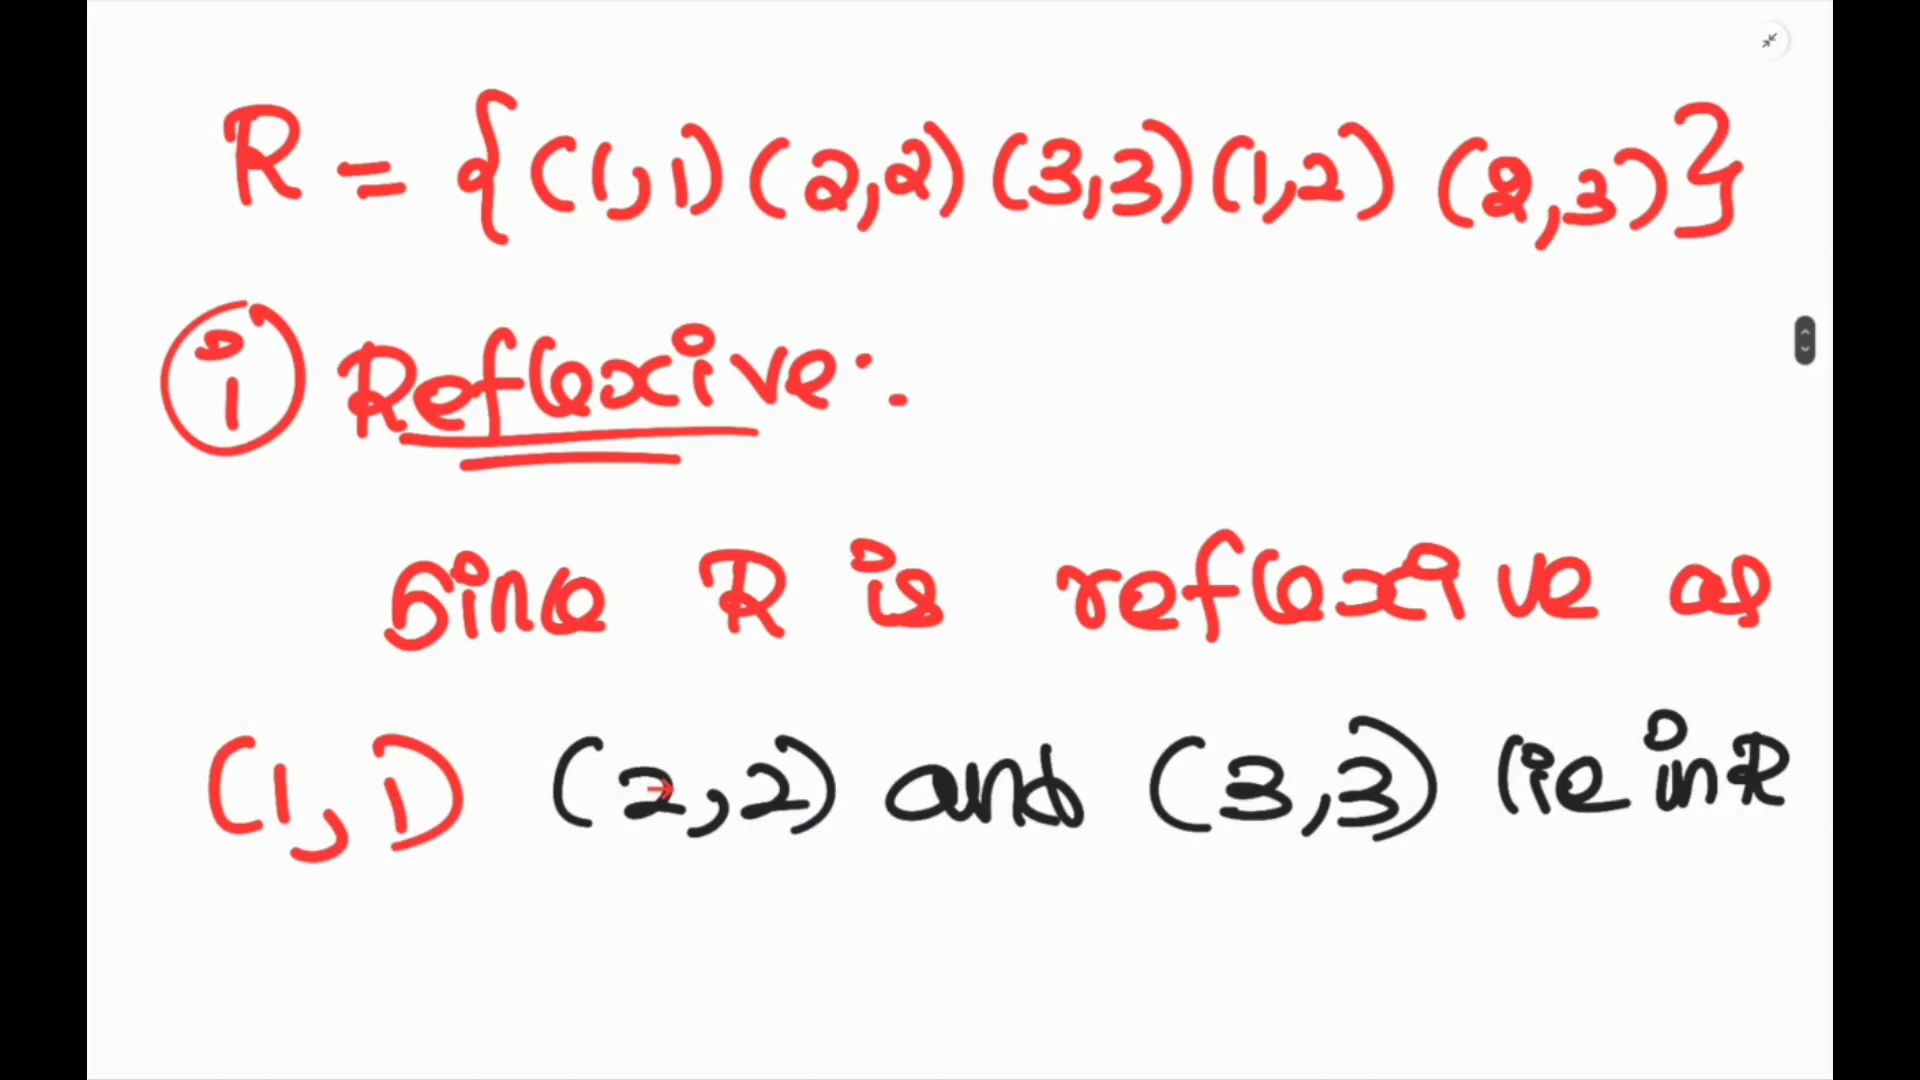 R = {(1,1) (2,2) (3,3) (1,2) (2,3)}
i Reflexive :.
Since R is reflexive as
(1,1) (2,2) and (3,3) lie in R